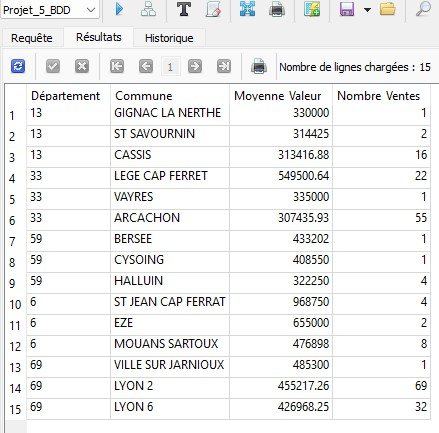 Projet_5_BDD
Requête Résultats Historique
1 Nombre de lignes chargées : 15
Département Commune Moyenne Valeur Nombre Ventes
1 13 GIGNAC LA NERTHE 330000 1
2 13 ST SAVOURNIN 314425 2
3 13 CASSIS 313416.88 16
4 33 LEGE CAP FERRET 549500.64 22
5 33 VAYRES 335000 1
6 33 ARCACHON 307435.93 55
7 59 BERSEE 433202 1
8 59 CYSOING 408550 1
9 59 HALLUIN 322250 4
10 6 ST JEAN CAP FERRAT 968750 4
11 6 EZE 655000 2
12 6 MOUANS SARTOUX 476898 8
13 69 VILLE SUR JARNIOUX 485300 1
14 69 LYON 2 455217.26 69
15 69 LYON 6 426968.25 32